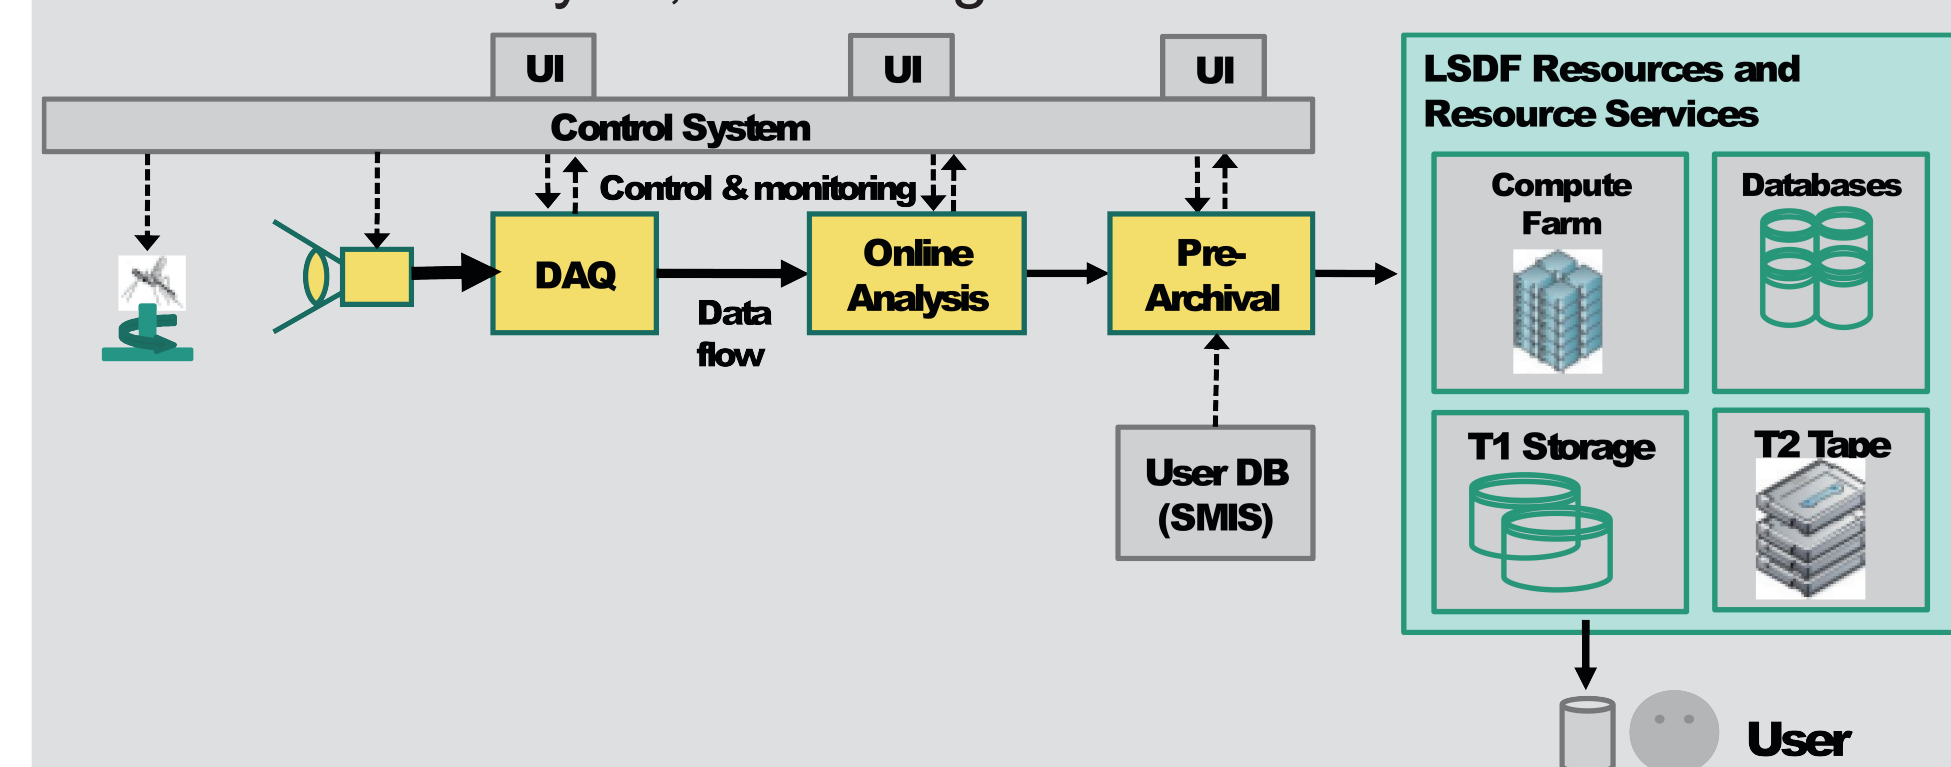 UI
UI
UI
Control System
Control & monitoring
DAQ
Online
Analysis
Pre-
Archival
Data
flow
User DB
(SMIS)
LSDF Resources and
Resource Services
Compute
Farm
Databases
T1 Storage
T2 Tape
User